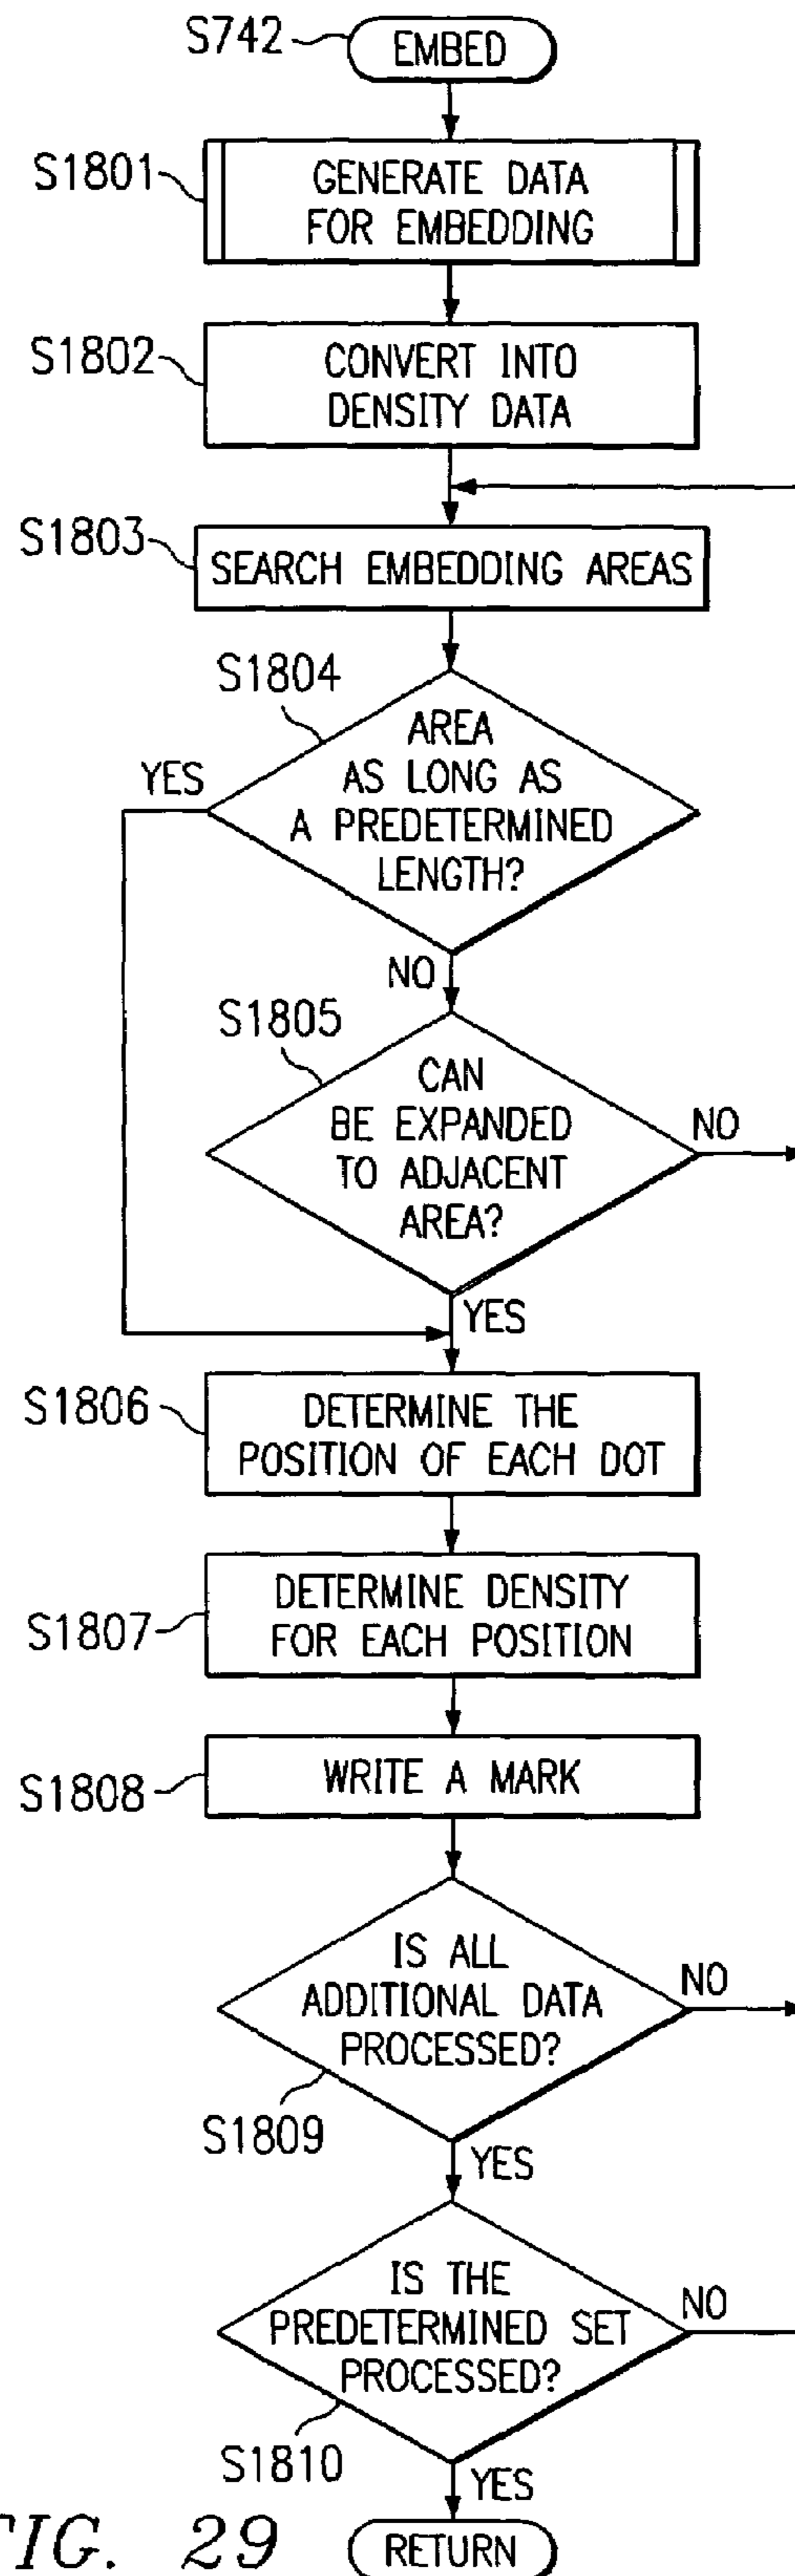 S742
EMBED
S1801
GENERATE DATA
FOR EMBEDDING
S1802
CONVERT INTO
DENSITY DATA
S1803
SEARCH EMBEDDING AREAS
S1804
AREA
AS LONG AS
A PREDETERMINED
LENGTH?
YES
NO
S1805
CAN
BE EXPANDED
TO ADJACENT
AREA?
NO
YES
S1806
DETERMINE THE
POSITION OF EACH DOT
S1807
DETERMINE DENSITY
FOR EACH POSITION
S1808
WRITE A MARK
IS ALL
ADDITIONAL DATA
PROCESSED?
NO
S1809
YES
IS THE
PREDETERMINED SET
PROCESSED?
NO
S1810
YES
FIG. 29
RETURN